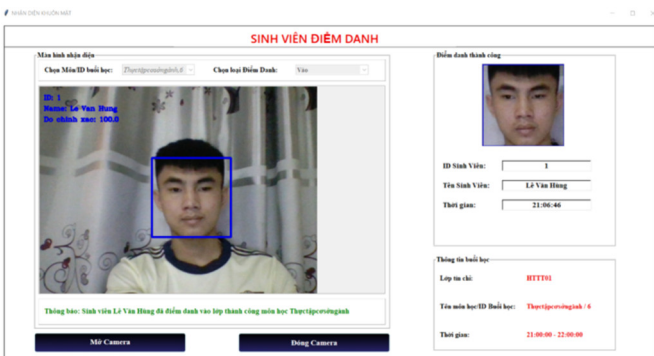 NHẬN DIỆN KHUÔN MẶT
SINH VIÊN ĐIỂM DANH
Màn hình nhận diện
Chọn Môn/ID buổi học: Thựctậpcơsởngành/6 Chọn loại Điểm Danh: Vào
ID: 1
Name: Le Van Hung
Do chinh xac: 100.0
Thông báo: Sinh viên Lê Văn Hùng đã điểm danh vào lớp thành công môn học Thựctậpcơsởngành
Mở Camera Đóng Camera
Điểm danh thành công
ID Sinh Viên: 1
Tên Sinh Viên: Lê Văn Hùng
Thời gian: 21:06:46
Thông tin buổi học
Lớp tín chỉ: HTTT01
Tên môn học/ID Buổi học: Thựctậpcơsởngành / 6
Thời gian: 21:00:00 - 22:00:00